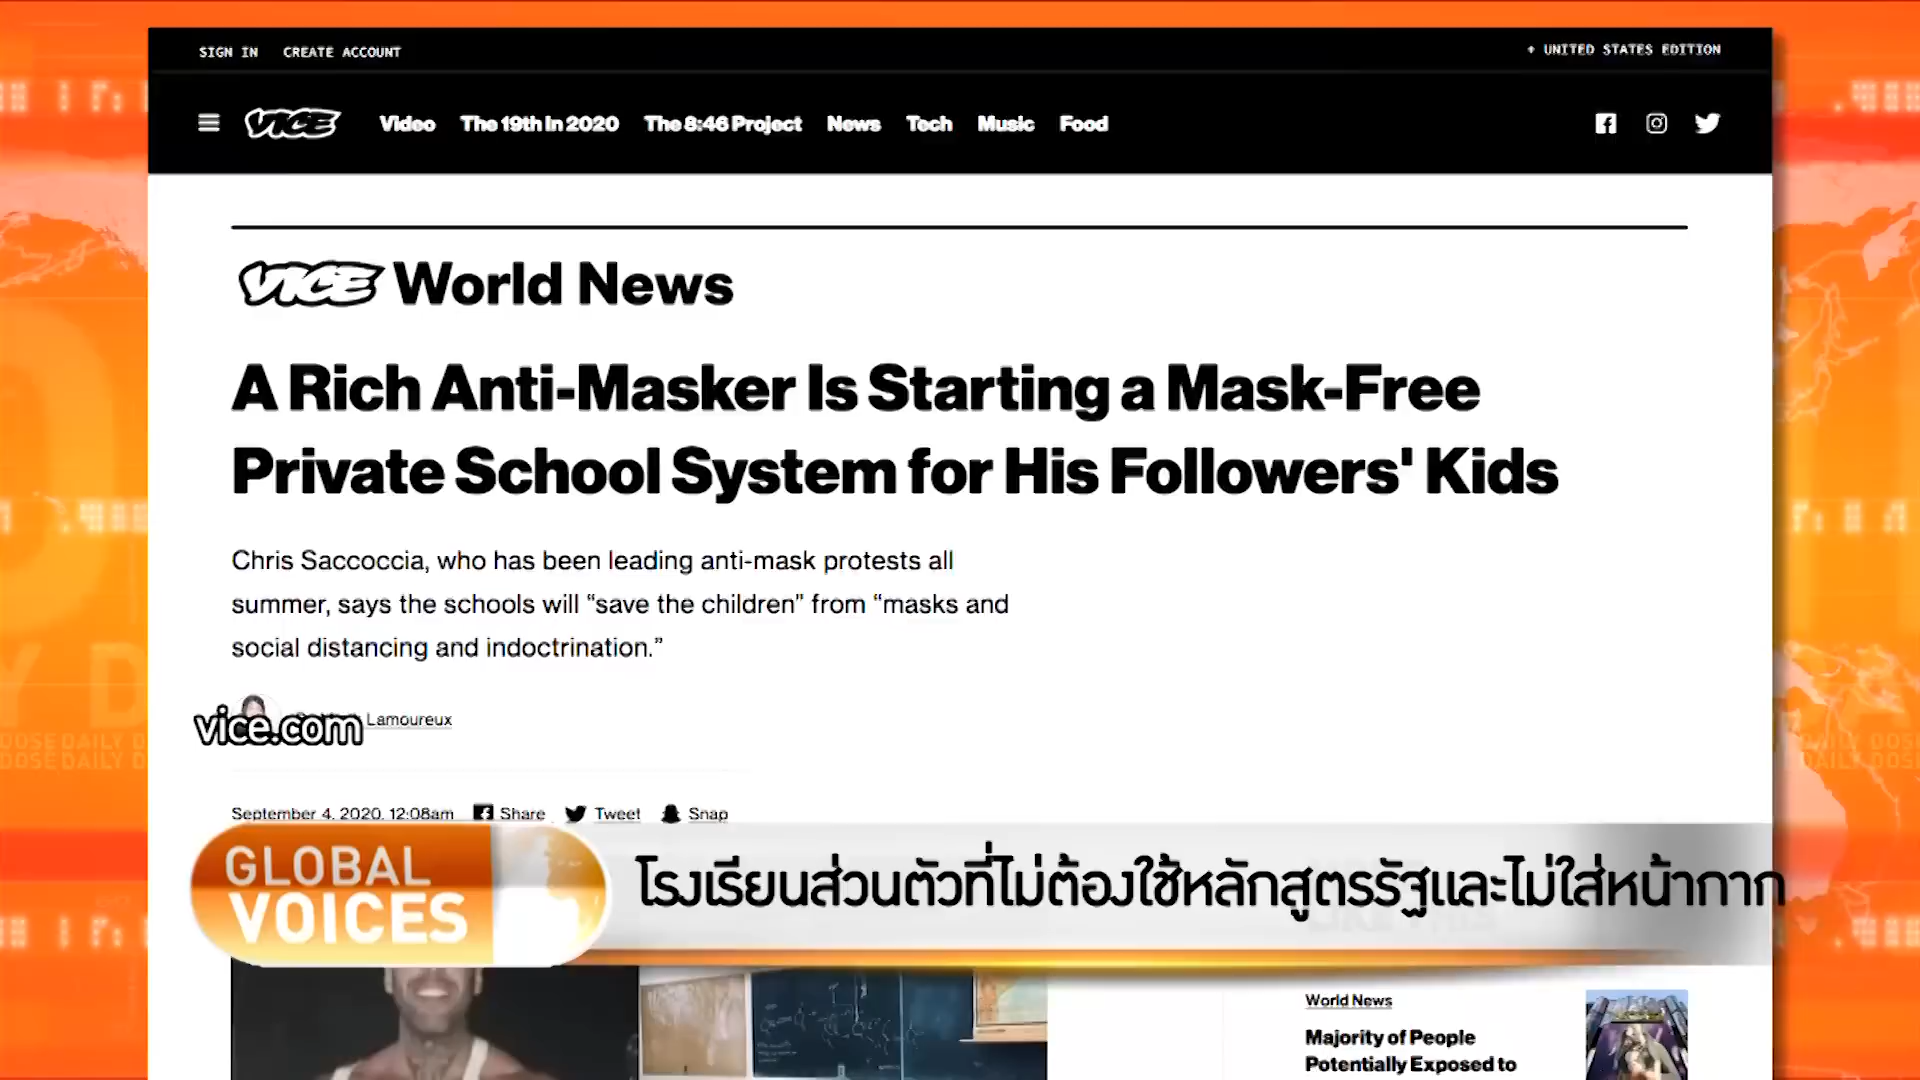 SIGN IN CREATE ACCOUNT
+ UNITED STATES EDITION
VICE Video The 19th In 2020 The 8:46 Project News Tech Music Food
VICE World News
A Rich Anti-Masker Is Starting a Mask-Free
Private School System for His Followers' Kids
Chris Saccoccia, who has been leading anti-mask protests all
summer, says the schools will “save the children” from “masks and
social distancing and indoctrination.”
Lamoureux
vice.com
September 4, 2020, 12:08am Share Tweet Snap
GLOBAL
VOICES
โรงเรียนส่วนตัวที่ไม่ต้องใช้หลักสูตรรัฐและไม่ใส่หน้ากาก
World News
Majority of People
Potentially Exposed to